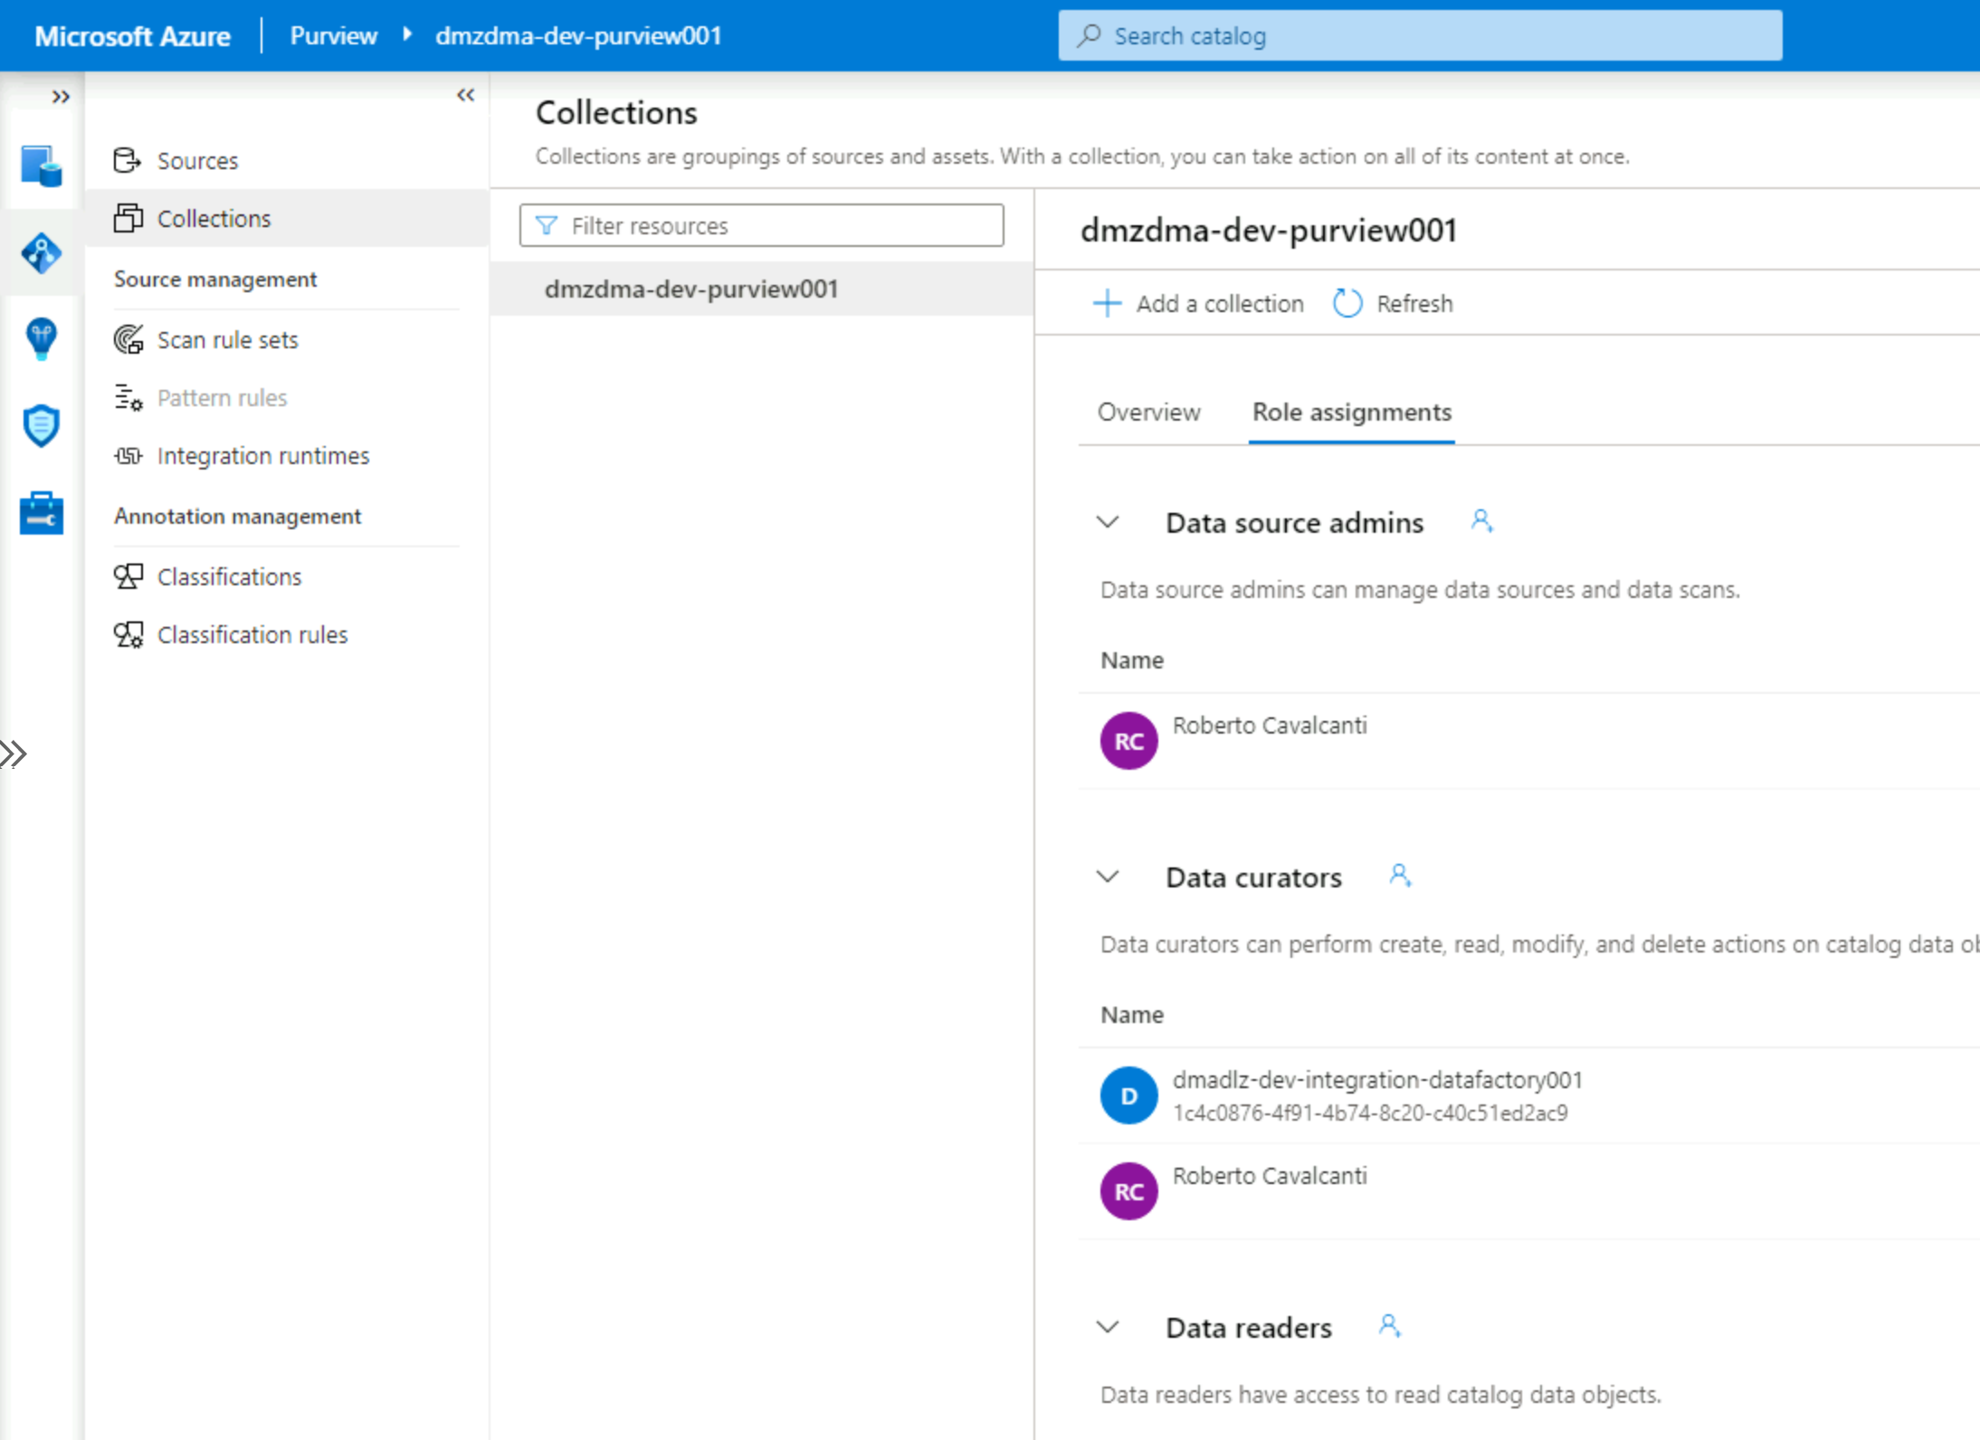 Microsoft Azure | Purview dmzdma-dev-purview001
Search catalog
Sources
Collections
Source management
Scan rule sets
Pattern rules
Integration runtimes
Annotation management
Classifications
Classification rules
Collections
Collections are groupings of sources and assets. With a collection, you can take action on all of its content at once.
Filter resources
dmzdma-dev-purview001
dmzdma-dev-purview001
Add a collection Refresh
Overview Role assignments
Data source admins
Data source admins can manage data sources and data scans.
Name
RC Roberto Cavalcanti
Data curators
Data curators can perform create, read, modify, and delete actions on catalog data
Name
D dmadlz-dev-integration-datafactory001
1c4c0876-4f91-4b74-8c20-c40c51ed2ac9
RC Roberto Cavalcanti
Data readers
Data readers have access to read catalog data objects.